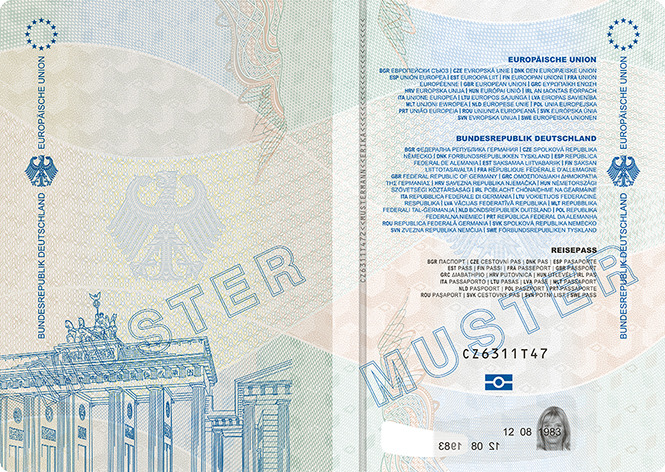 EUROPÄISCHE UNION
BUNDESREPUBLIK DEUTSCHLAND
MUSTER
CZ6311T47<<MUSTERMANN<<ERIKA<
EUROPÄISCHE UNION
BGR ЕВРОПЕЙСКИ СЪЮЗ | CZE EVROPSKÁ UNIE | DNK DEN EUROPÆISKE UNION
ESP UNIÓN EUROPEA | EST EUROOPA LIIT | FIN EUROOPAN UNIONI | FRA UNION
EUROPÉENNE | GBR EUROPEAN UNION | GRC ΕΥΡΩΠΑΪΚΗ ΕΝΩΣΗ
HRV EUROPSKA UNIJA | HUN EURÓPAI UNIÓ | IRL AN tAONTAS EORPACH
ITA UNIONE EUROPEA | LTU EUROPOS SĄJUNGA | LVA EIROPAS SAVIENĪBA
MLT UNJONI EWROPEA | NLD EUROPESE UNIE | POL UNIA EUROPEJSKA
PRT UNIÃO EUROPEIA | ROU UNIUNEA EUROPEANĂ | SVK EURÓPSKA ÚNIA
SVN EVROPSKA UNIJA | SWE EUROPEISKA UNIONEN
BUNDESREPUBLIK DEUTSCHLAND
BGR ФЕДЕРАЛНА РЕПУБЛИКА ГЕРМАНИЯ | CZE SPOLKOVÁ REPUBLIKA
NĚMECKO | DNK FORBUNDSREPUBLIKKEN TYSKLAND | ESP REPÚBLICA
FEDERAL DE ALEMANIA | EST SAKSAMAA LIITVABARIIK | FIN SAKSAN
LIITTOTASAVALTA | FRA RÉPUBLIQUE FÉDÉRALE D'ALLEMAGNE
GBR FEDERAL REPUBLIC OF GERMANY | GRC ΟΜΟΣΠΟΝΔΙΑΚΗ ΔΗΜΟΚΡΑΤΙΑ
ΤΗΣ ΓΕΡΜΑΝΙΑΣ | HRV SAVEZNA REPUBLIKA NJEMAČKA | HUN NÉMETORSZÁGI
SZÖVETSÉGI KÖZTÁRSASÁG | IRL POBLACHT CHÓNAIDHME NA GEARMÁINE
ITA REPUBBLICA FEDERALE DI GERMANIA | LTU VOKIETIJOS FEDERACINĖ
RESPUBLIKA | LVA VĀCIJAS FEDERATĪVĀ REPUBLIKA | MLT REPUBBLIKA
FEDERALI TAL-ĠERMANJA | NLD BONDSREPUBLIEK DUITSLAND | POL REPUBLIKA
FEDERALNA NIEMIEC | PRT REPÚBLICA FEDERAL DA ALEMANHA
ROU REPUBLICA FEDERALĂ GERMANIA | SVK SPOLKOVÁ REPUBLIKA NEMECKO
SVN ZVEZNA REPUBLIKA NEMČIJA | SWE FÖRBUNDSREPUBLIKEN TYSKLAND
REISEPASS
BGR ПАСПОРТ | CZE CESTOVNÍ PAS | DNK PAS | ESP PASAPORTE
EST PASS | FIN PASSI | FRA PASSEPORT | GBR PASSPORT
GRC ΔΙΑΒΑΤΗΡΙΟ | HRV PUTOVNICA | HUN ÚTLEVÉL | IRL PAS
ITA PASSAPORTO | LTU PASAS | LVA PASE | MLT PASSAPORT
NLD PASPOORT | POL PASZPORT | PRT PASSAPORTE
ROU PAŞAPORT | SVK CESTOVNÝ PAS | SVN POTNI LIST | SWE PASS
MUSTER
CZ6311T47
12 08 1983
12 08 1983
EUROPÄISCHE UNION
BUNDESREPUBLIK DEUTSCHLAND